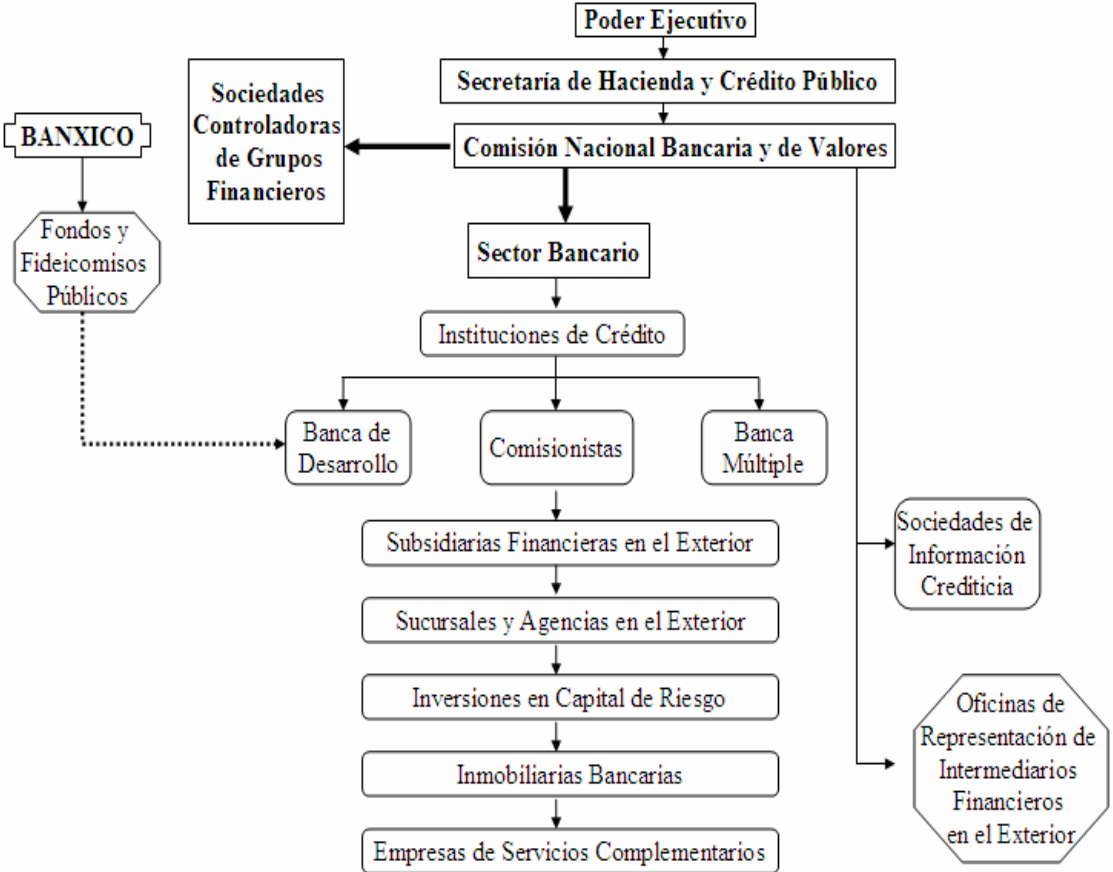 Poder Ejecutivo
Secretaría de Hacienda y Crédito Público
Sociedades
Controladoras
de Grupos
Financieros
BANXICO
Comisión Nacional Bancaria y de Valores
Fondos y
Fideicomisos
Públicos
Sector Bancario
Instituciones de Crédito
Banca de
Desarrollo
Comisionistas
Banca
Múltiple
Subsidiarias Financieras en el Exterior
Sociedades de
Información
Crediticia
Sucursales y Agencias en el Exterior
Inversiones en Capital de Riesgo
Oficinas de
Representación de
Intermediarios
Financieros
en el Exterior
Inmobiliarias Bancarias
Empresas de Servicios Complementarios